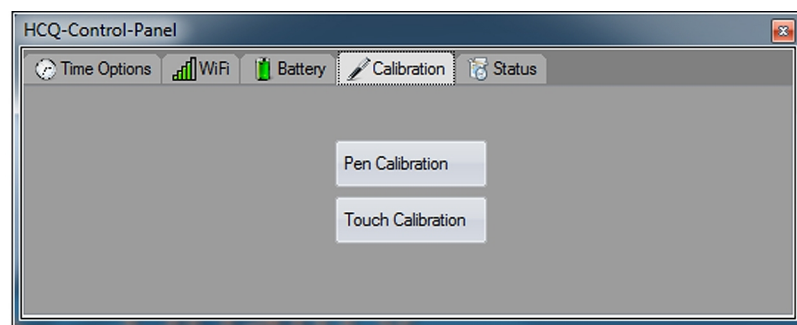 HCQ-Control-Panel
Time Options WiFi Battery Calibration Status
Pen Calibration
Touch Calibration